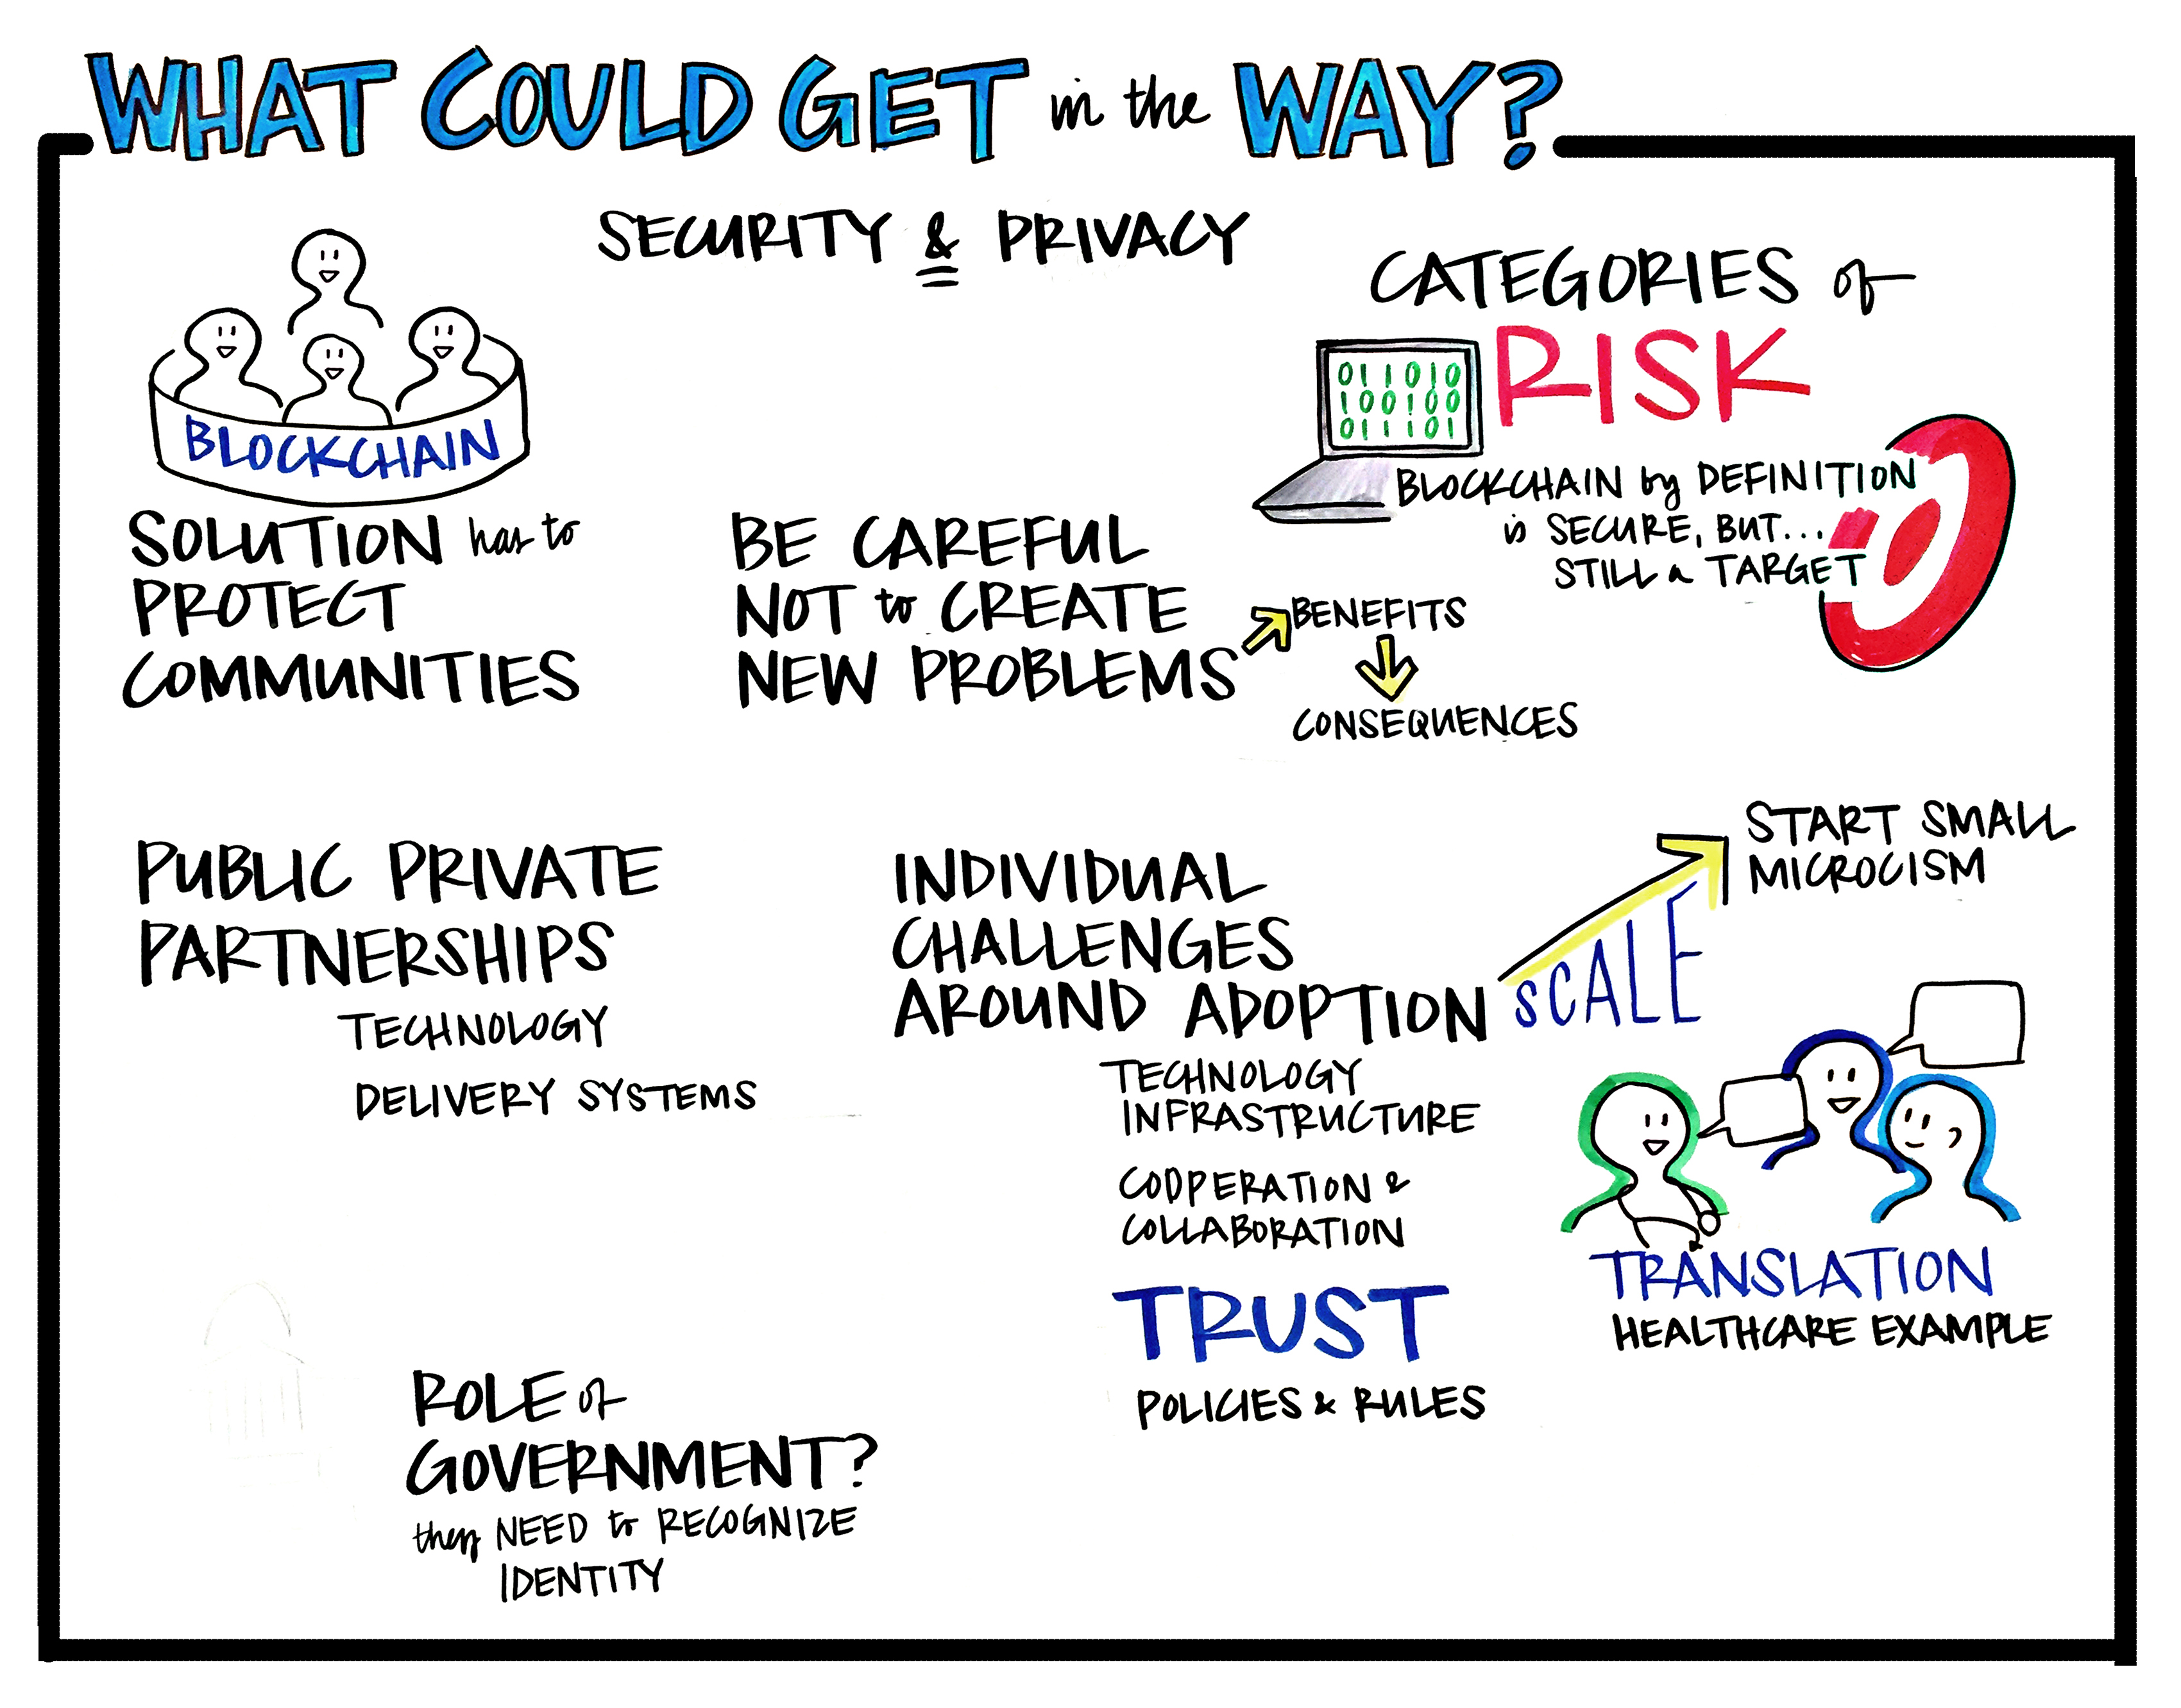 WHAT COULD GET in the WAY?
SECURITY & PRIVACY
BLOCKCHAIN
SOLUTION has to
PROTECT
COMMUNITIES
BE CAREFUL
NOT to CREATE
NEW PROBLEMS
BENEFITS
CONSEQUENCES
CATEGORIES of
RISK
011010
100100
011101
BLOCKCHAIN by DEFINITION
is SECURE, BUT...
STILL a TARGET
PUBLIC PRIVATE
PARTNERSHIPS
TECHNOLOGY
DELIVERY SYSTEMS
INDIVIDUAL
CHALLENGES
AROUND ADOPTION
SCALE
START SMALL
MICROCISM
TECHNOLOGY
INFRASTRUCTURE
COOPERATION &
COLLABORATION
TRUST
POLICIES & RULES
TRANSLATION
HEALTHCARE EXAMPLE
ROLE of
GOVERNMENT?
they NEED to RECOGNIZE
IDENTITY